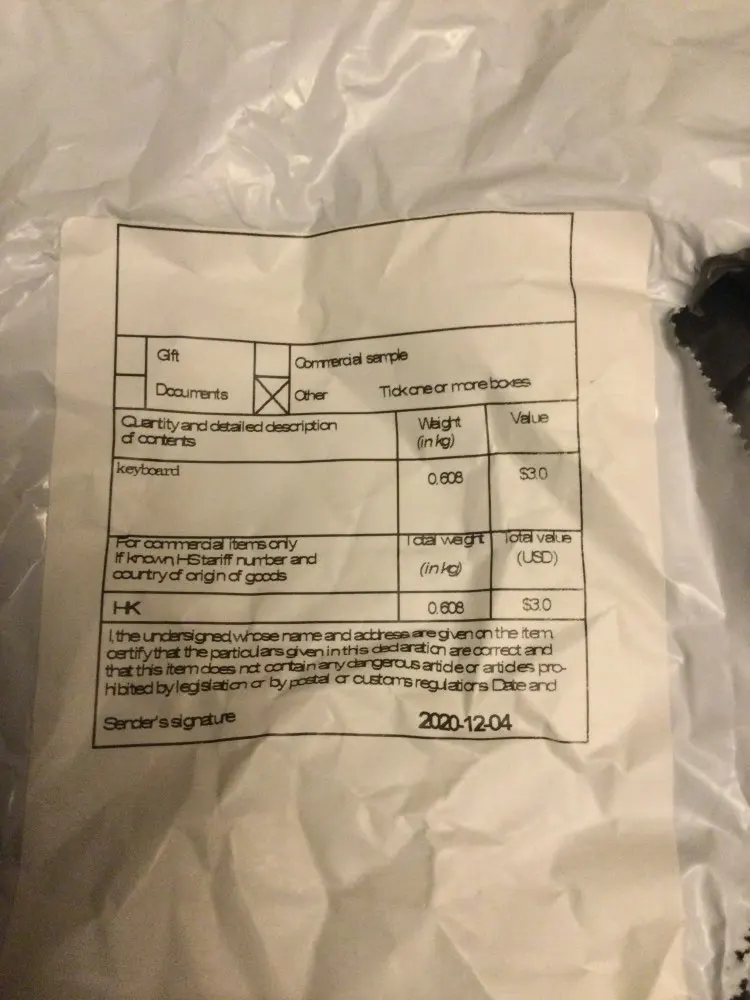 Gift
Commercial sample
Documents
Other
Tick one or more boxes
Quantity and detailed description
of contents
Weight
(in kg)
Value
keyboard
0.608
$3.0
For commercial items only
If known, HS tariff number and
country of origin of goods
Total weight
(in kg)
Total value
(USD)
HK
0.608
$3.0
I, the undersigned, whose name and address are given on the item,
certify that the particulars given in this declaration are correct and
that this item does not contain any dangerous article or articles pro-
hibited by legislation or by postal or customs regulations Date and
Sender's signature
2020-12-04